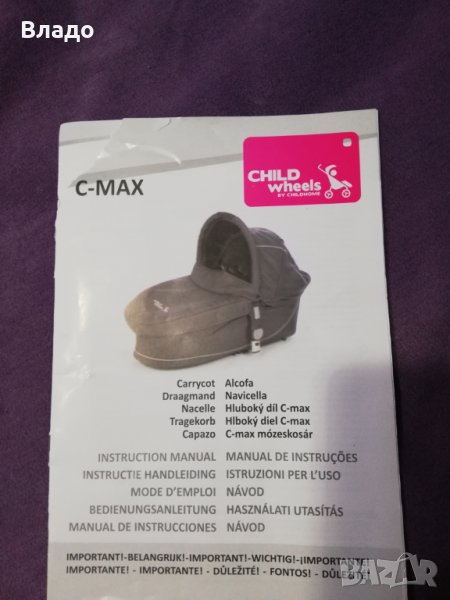 Владо
C-MAX
CHILD
wheels
BY CHILDHOME
Carrycot Alcofa
Draagmand Navicella
Nacelle Hluboký díl C-max
Tragekorb Hlboký diel C-max
Capazo C-max mózeskosár
INSTRUCTION MANUAL MANUAL DE INSTRUÇÕES
INSTRUCTIE HANDLEIDING ISTRUZIONI PER L'USO
MODE D'EMPLOI NÁVOD
BEDIENUNGSANLEITUNG HASZNÁLATI UTASÍTÁS
MANUAL DE INSTRUCCIONES NÁVOD
IMPORTANT!-BELANGRIJK!-IMPORTANT!-WICHTIG!-¡IMPORTANTE!
IMPORTANTE! - IMPORTANTE! - DŮLEŽITÉ! - FONTOS! - DŮLEŽITÉ!
BAZAR